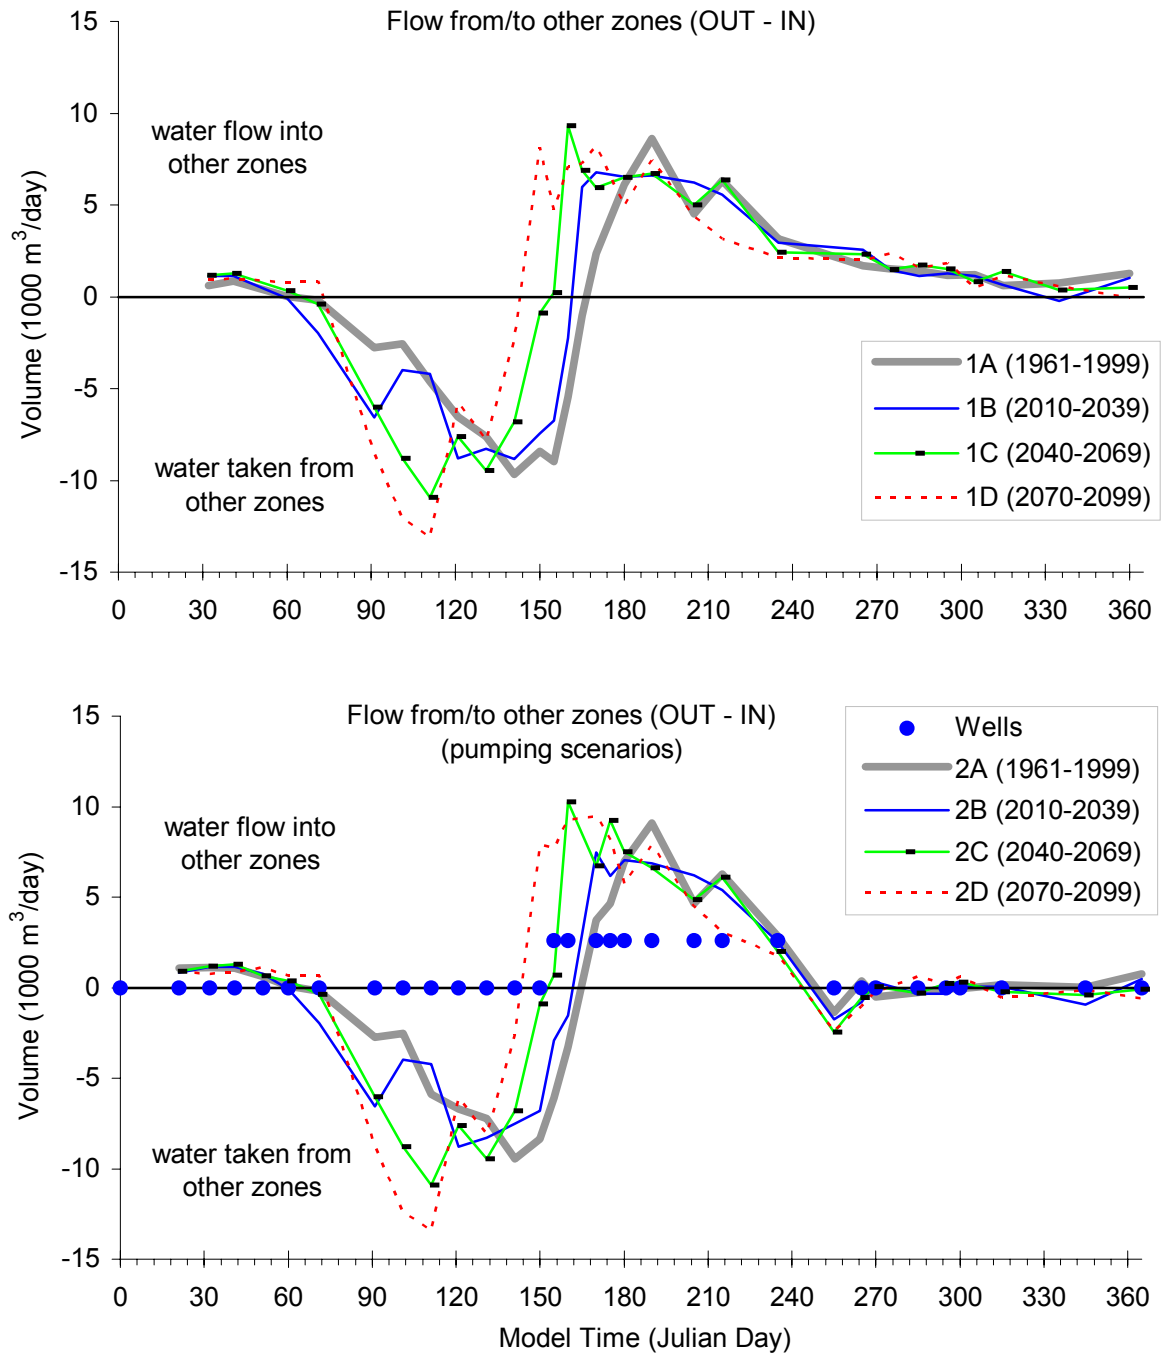 Flow from/to other zones (OUT - IN)
15
10
5
0
-5
-10
-15
Volume (1000 m³/day)
water flow into
other zones
water taken from
other zones
1A (1961-1999)
1B (2010-2039)
1C (2040-2069)
1D (2070-2099)
0 30 60 90 120 150 180 210 240 270 300 330 360
Flow from/to other zones (OUT - IN)
(pumping scenarios)
15
10
5
0
-5
-10
-15
Volume (1000 m³/day)
water flow into
other zones
water taken from
other zones
Wells
2A (1961-1999)
2B (2010-2039)
2C (2040-2069)
2D (2070-2099)
0 30 60 90 120 150 180 210 240 270 300 330 360
Model Time (Julian Day)